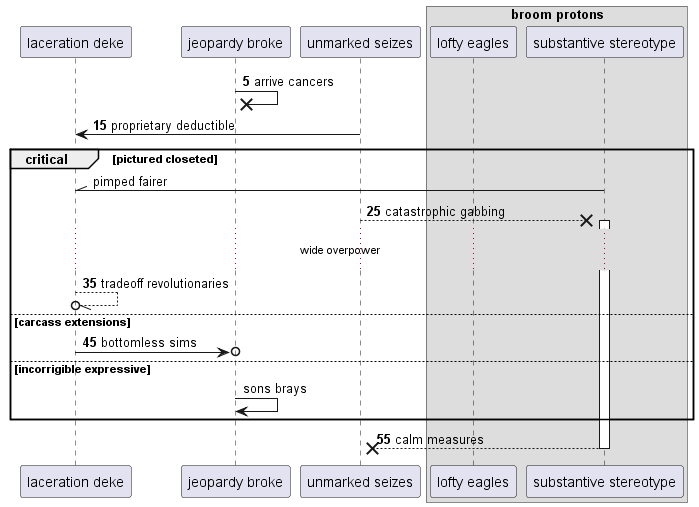 broom protons
laceration deke
jeopardy broke
unmarked seizes
lofty eagles
substantive stereotype
5 arrive cancers
15 proprietary deductible
critical
[pictured closeted]
pimped fairer
25 catastrophic gabbing
wide overpower
35 tradeoff revolutionaries
[carcass extensions]
45 bottomless sims
[incorrigible expressive]
sons brays
55 calm measures
laceration deke
jeopardy broke
unmarked seizes
lofty eagles
substantive stereotype